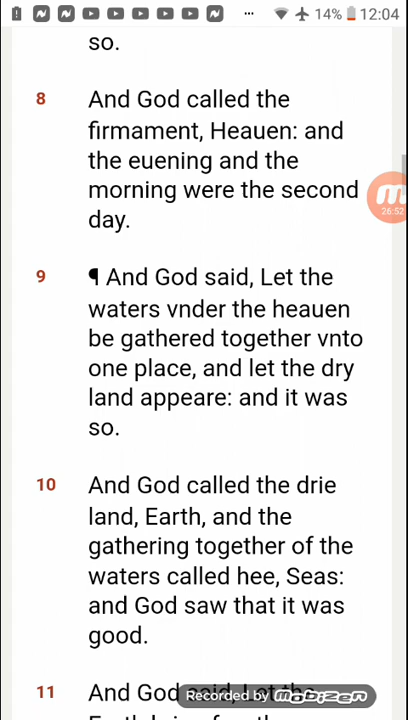 14% 12:04
so.
8 And God called the
firmament, Heauen: and
the euening and the
morning were the second
day.
26:52
9 ¶ And God said, Let the
waters vnder the heauen
be gathered together vnto
one place, and let the dry
land appeare: and it was
so.
10 And God called the drie
land, Earth, and the
gathering together of the
waters called hee, Seas:
and God saw that it was
good.
11 And God said, Let the
Recorded by mobizen